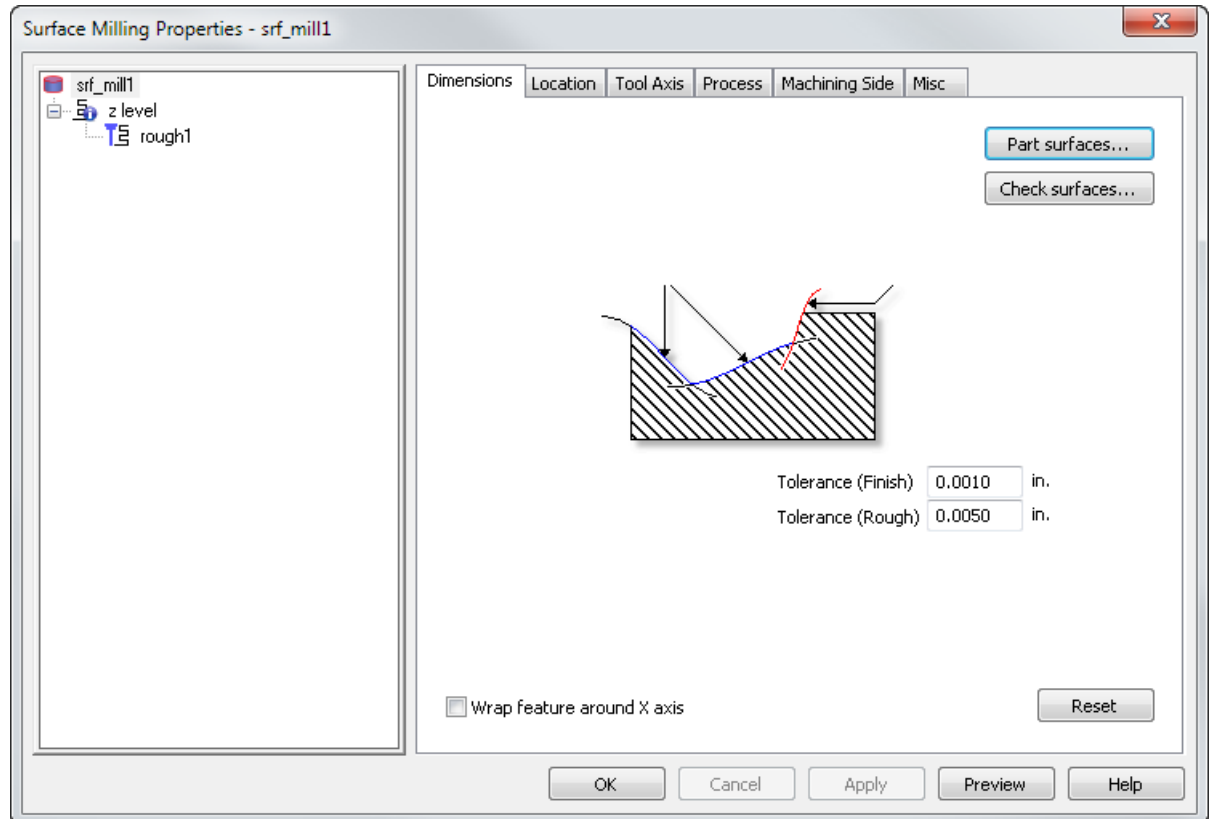 Surface Milling Properties - srf_mill1
srf_mill1
z level
rough1
Dimensions Location Tool Axis Process Machining Side Misc
Part surfaces...
Check surfaces...
Tolerance (Finish) 0.0010 in.
Tolerance (Rough) 0.0050 in.
Wrap feature around X axis
Reset
OK Cancel Apply Preview Help